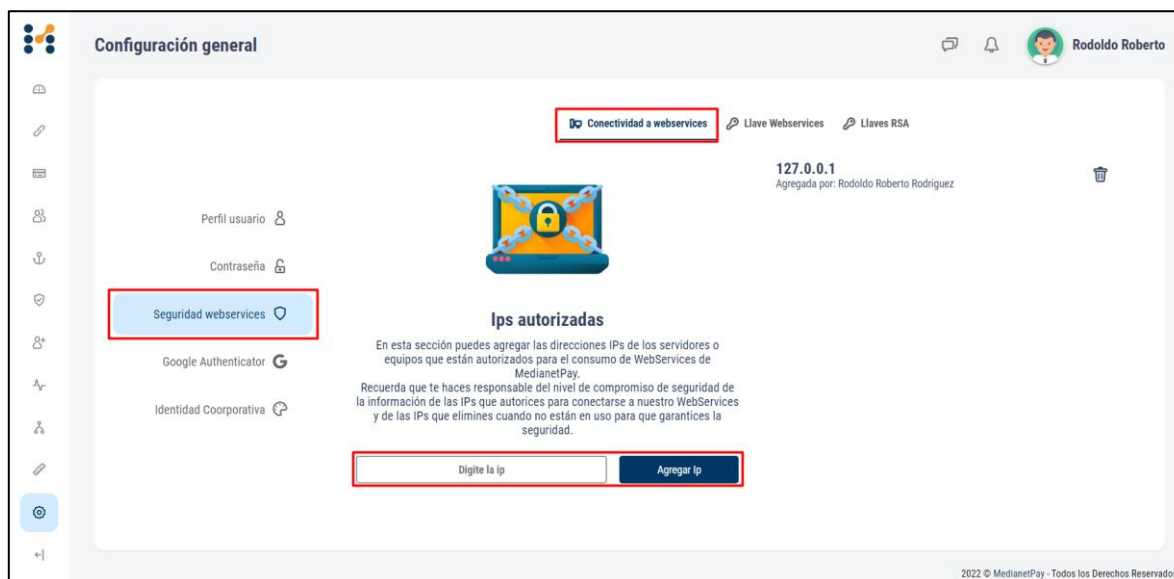 Configuración general
Rodoldo Roberto
Conectividad a webservices
Llave Webservices
Llaves RSA
127.0.0.1
Agregada por: Rodoldo Roberto Rodriguez
Perfil usuario
Contraseña
Seguridad webservices
Google Authenticator
Identidad Coorporativa
Ips autorizadas
En esta sección puedes agregar las direcciones IPs de los servidores o
equipos que están autorizados para el consumo de WebServices de
MedianetPay.
Recuerda que te haces responsable del nivel de compromiso de seguridad de
la información de las IPs que autorices para conectarse a nuestro WebServices
y de las IPs que elimines cuando no están en uso para que garantices la
seguridad.
Digite la ip
Agregar Ip
2022 © MedianetPay - Todos los Derechos Reservados